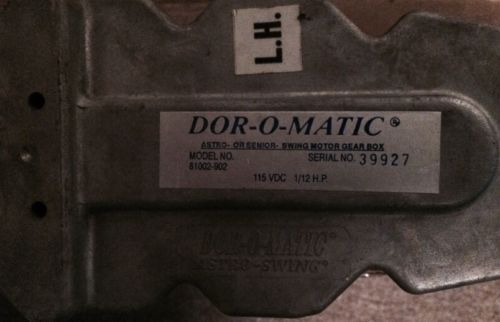 L.H.
DOR-O-MATIC®
ASTRO- OR SENIOR- SWING MOTOR GEAR BOX
MODEL NO. SERIAL NO. 39927
81002-902
115 VDC 1/12 H.P.
DOR-O-MATIC®
ASTRO-SWING®